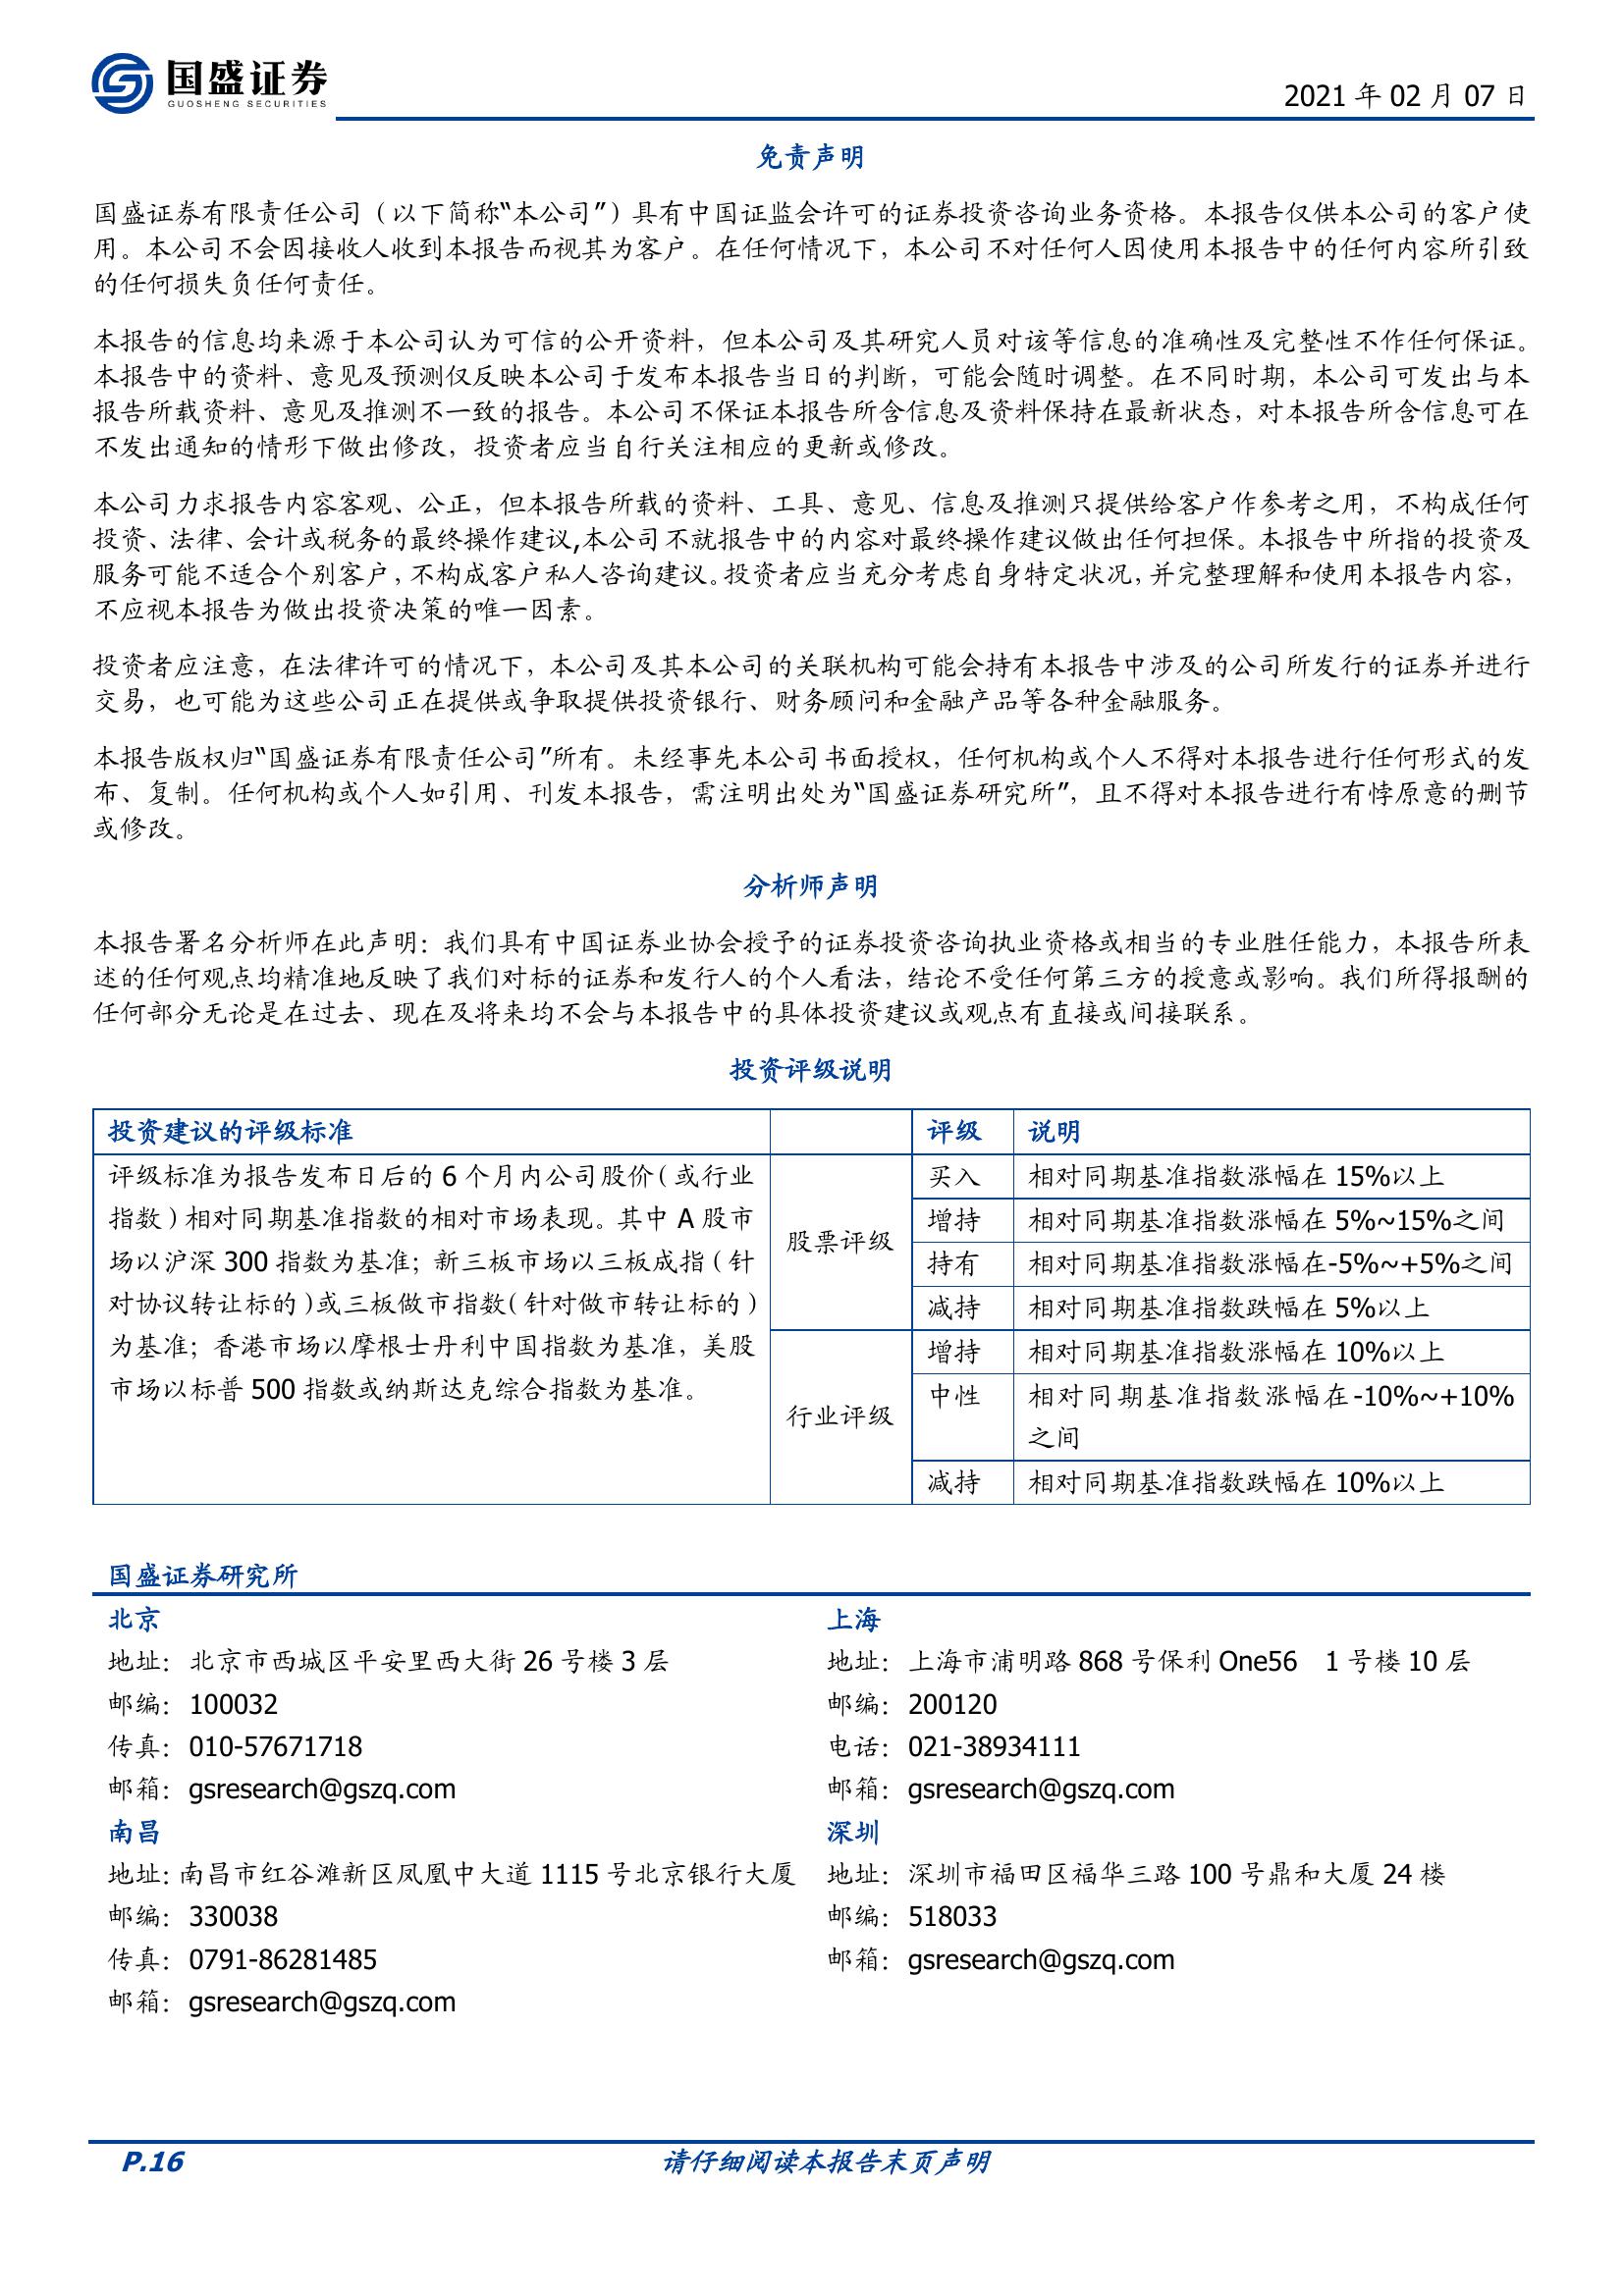 国盛证券
GUOSHENG SECURITIES
2021 年 02 月 07 日
免责声明
国盛证券有限责任公司（以下简称“本公司”）具有中国证监会许可的证券投资咨询业务资格。本报告仅供本公司的客户使
用。本公司不会因接收人收到本报告而视其为客户。在任何情况下，本公司不对任何人因使用本报告中的任何内容所引致
的任何损失负任何责任。
本报告的信息均来源于本公司认为可信的公开资料，但本公司及其研究人员对该等信息的准确性及完整性不作任何保证。
本报告中的资料、意见及预测仅反映本公司于发布本报告当日的判断，可能会随时调整。在不同时期，本公司可发出与本
报告所载资料、意见及推测不一致的报告。本公司不保证本报告所含信息及资料保持在最新状态，对本报告所含信息可在
不发出通知的情形下做出修改，投资者应当自行关注相应的更新或修改。
本公司力求报告内容客观、公正，但本报告所载的资料、工具、意见、信息及推测只提供给客户作参考之用，不构成任何
投资、法律、会计或税务的最终操作建议,本公司不就报告中的内容对最终操作建议做出任何担保。本报告中所指的投资及
服务可能不适合个别客户，不构成客户私人咨询建议。投资者应当充分考虑自身特定状况，并完整理解和使用本报告内容，
不应视本报告为做出投资决策的唯一因素。
投资者应注意，在法律许可的情况下，本公司及其本公司的关联机构可能会持有本报告中涉及的公司所发行的证券并进行
交易，也可能为这些公司正在提供或争取提供投资银行、财务顾问和金融产品等各种金融服务。
本报告版权归“国盛证券有限责任公司”所有。未经事先本公司书面授权，任何机构或个人不得对本报告进行任何形式的发
布、复制。任何机构或个人如引用、刊发本报告，需注明出处为“国盛证券研究所”，且不得对本报告进行有悖原意的删节
或修改。
分析师声明
本报告署名分析师在此声明：我们具有中国证券业协会授予的证券投资咨询执业资格或相当的专业胜任能力，本报告所表
述的任何观点均精准地反映了我们对标的证券和发行人的个人看法，结论不受任何第三方的授意或影响。我们所得报酬的
任何部分无论是在过去、现在及将来均不会与本报告中的具体投资建议或观点有直接或间接联系。
投资评级说明
投资建议的评级标准 评级 说明
评级标准为报告发布日后的 6 个月内公司股价（或行业
指数）相对同期基准指数的相对市场表现。其中 A 股市
场以沪深 300 指数为基准；新三板市场以三板成指（针
对协议转让标的）或三板做市指数（针对做市转让标的）
为基准；香港市场以摩根士丹利中国指数为基准，美股
市场以标普 500 指数或纳斯达克综合指数为基准。
股票评级
买入 相对同期基准指数涨幅在 15%以上
增持 相对同期基准指数涨幅在 5%~15%之间
持有 相对同期基准指数涨幅在-5%~+5%之间
减持 相对同期基准指数跌幅在 5%以上
行业评级
增持 相对同期基准指数涨幅在 10%以上
中性 相对同期基准指数涨幅在-10%~+10%
之间
减持 相对同期基准指数跌幅在 10%以上
国盛证券研究所
北京
地址：北京市西城区平安里西大街 26 号楼 3 层
邮编：100032
传真：010-57671718
邮箱：gsresearch@gszq.com
上海
地址：上海市浦明路 868 号保利 One56 1 号楼 10 层
邮编：200120
电话：021-38934111
邮箱：gsresearch@gszq.com
南昌
地址：南昌市红谷滩新区凤凰中大道 1115 号北京银行大厦
邮编：330038
传真：0791-86281485
邮箱：gsresearch@gszq.com
深圳
地址：深圳市福田区福华三路 100 号鼎和大厦 24 楼
邮编：518033
邮箱：gsresearch@gszq.com
P.16 请仔细阅读本报告末页声明